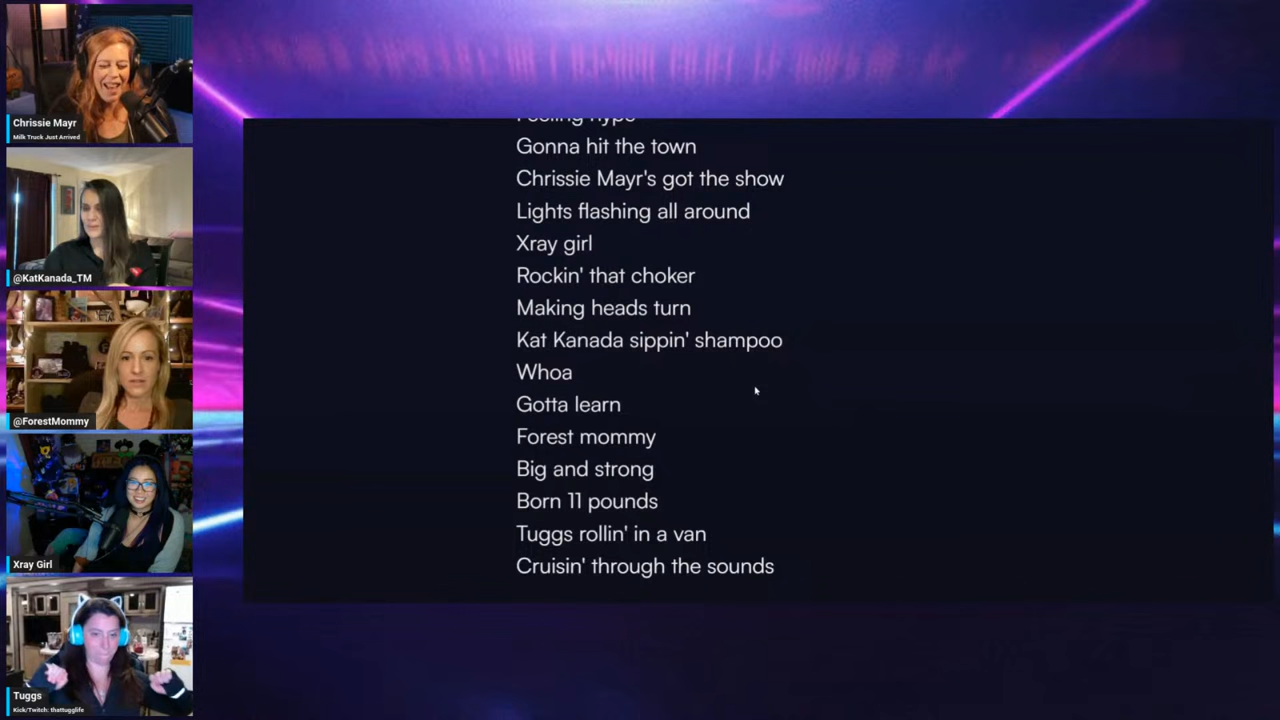 Chrissie Mayr
Milk Truck Just Arrived
@KatKanada_TM
@ForestMommy
Xray Girl
Tuggs
Kick/Twitch: thattugglife
Feeling hype
Gonna hit the town
Chrissie Mayr's got the show
Lights flashing all around
Xray girl
Rockin' that choker
Making heads turn
Kat Kanada sippin' shampoo
Whoa
Gotta learn
Forest mommy
Big and strong
Born 11 pounds
Tuggs rollin' in a van
Cruisin' through the sounds